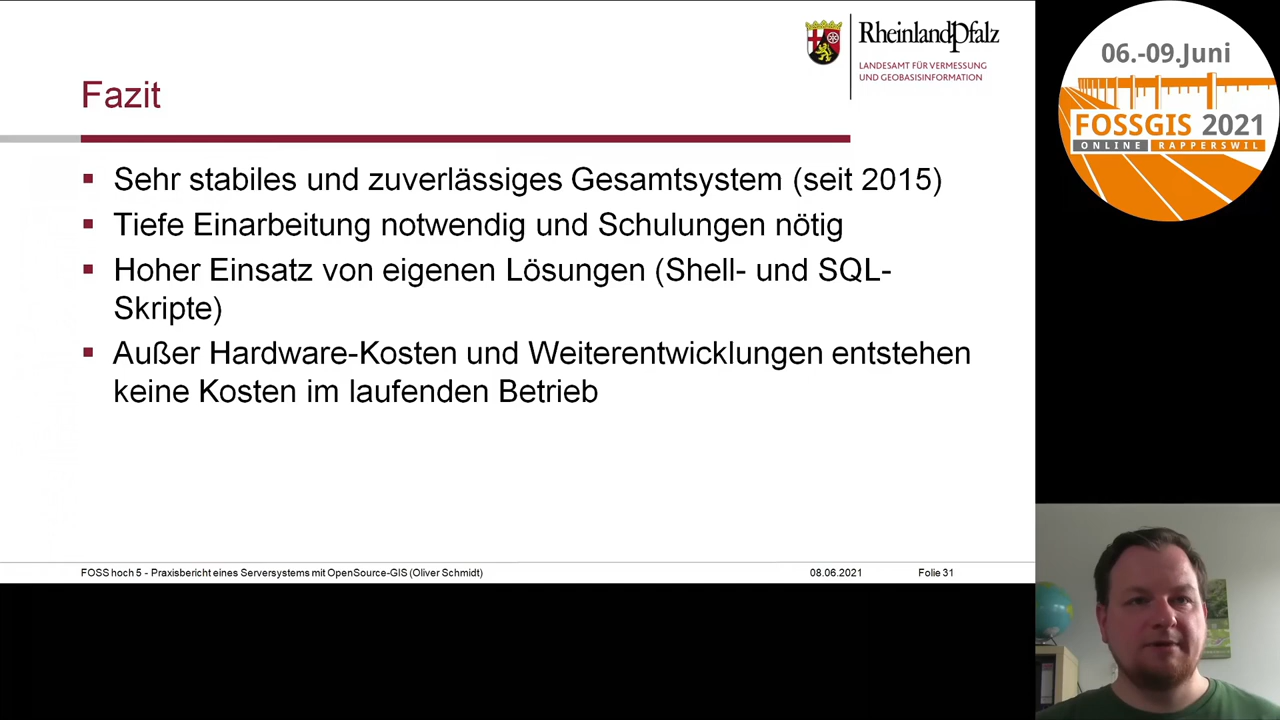 RheinlandPfalz
LANDESAMT FÜR VERMESSUNG
UND GEOBASISINFORMATION
Fazit
Sehr stabiles und zuverlässiges Gesamtsystem (seit 2015)
Tiefe Einarbeitung notwendig und Schulungen nötig
Hoher Einsatz von eigenen Lösungen (Shell- und SQL-
Skripte)
Außer Hardware-Kosten und Weiterentwicklungen entstehen
keine Kosten im laufenden Betrieb
FOSS hoch 5 - Praxisbericht eines Serversystems mit OpenSource-GIS (Oliver Schmidt)
08.06.2021
Folie 31
06.-09.Juni
FOSSGIS 2021
ONLINE RAPPERSWIL